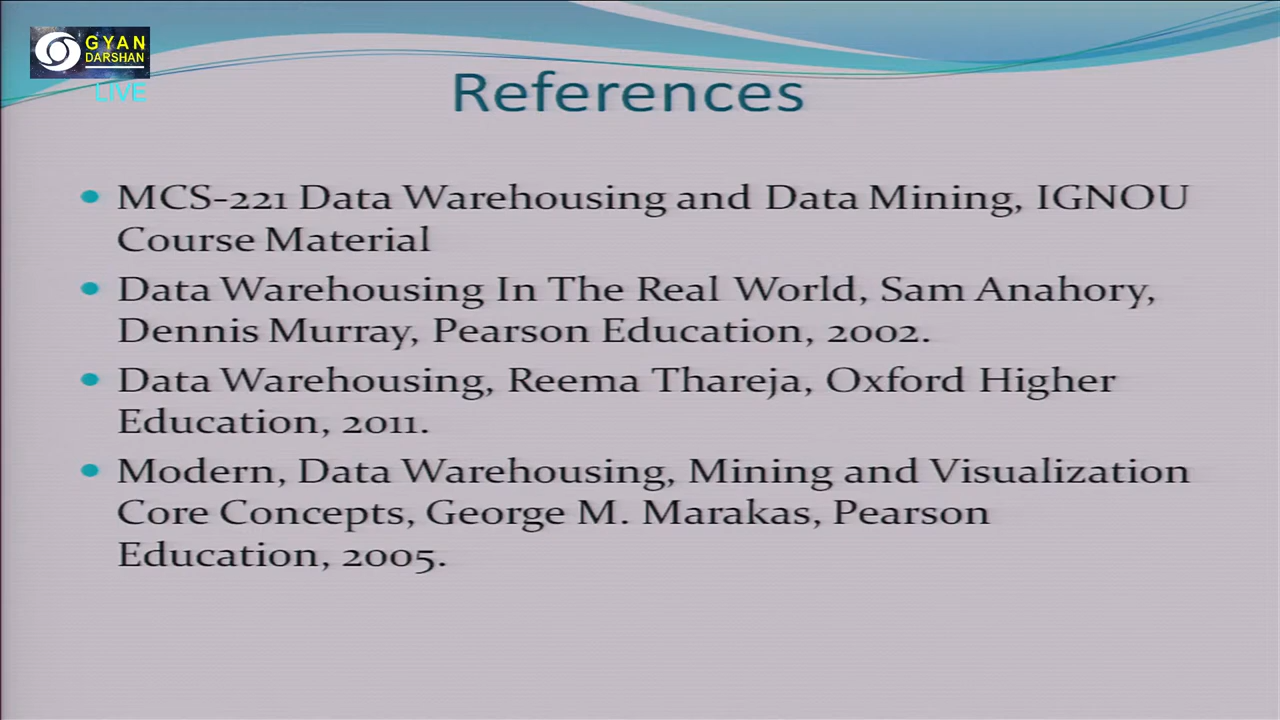 GYAN
DARSHAN
LIVE
References
MCS-221 Data Warehousing and Data Mining, IGNOU
Course Material
Data Warehousing In The Real World, Sam Anahory,
Dennis Murray, Pearson Education, 2002.
Data Warehousing, Reema Thareja, Oxford Higher
Education, 2011.
Modern, Data Warehousing, Mining and Visualization
Core Concepts, George M. Marakas, Pearson
Education, 2005.